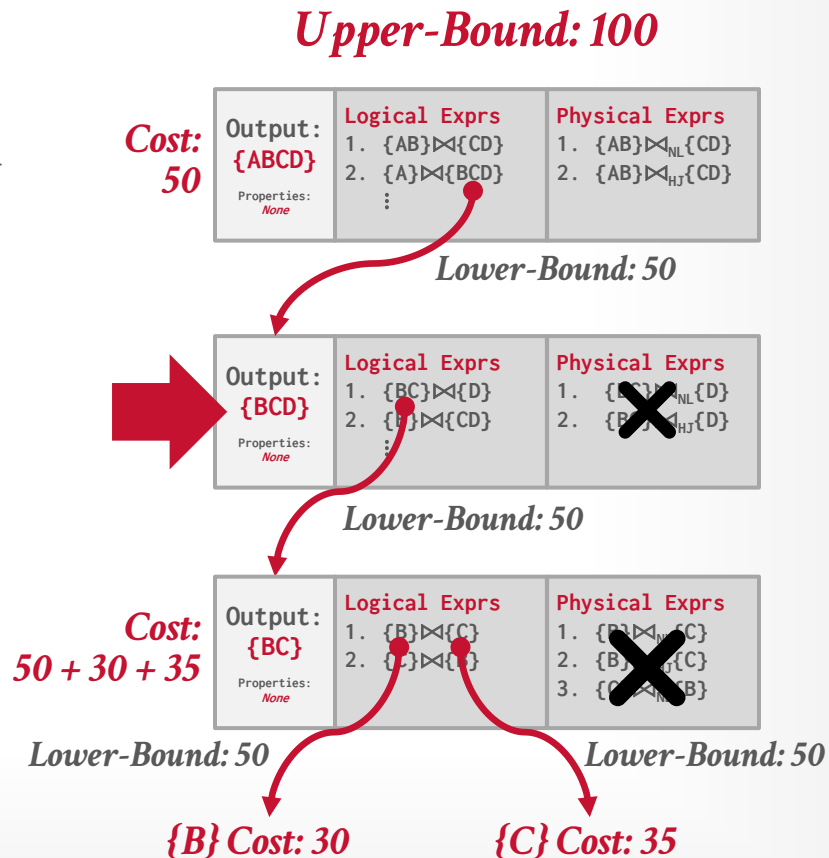 Upper-Bound: 100
Cost:
50
Output:
{ABCD}
Properties:
None
Logical Exprs
1. {AB}⋈{CD}
2. {A}⋈{BCD}
⋮
Physical Exprs
1. {AB}⋈NL{CD}
2. {AB}⋈HJ{CD}
Lower-Bound: 50
Output:
{BCD}
Properties:
None
Logical Exprs
1. {BC}⋈{D}
2. {B}⋈{CD}
⋮
Physical Exprs
1. NL{D}
2. HJ{D}
Lower-Bound: 50
Cost:
50 + 30 + 35
Output:
{BC}
Properties:
None
Logical Exprs
1. {B}⋈{C}
2. {C}⋈{B}
Physical Exprs
1. {B}⋈ {C}
2. {B} {C}
3. {B}
Lower-Bound: 50
Lower-Bound: 50
{B} Cost: 30
{C} Cost: 35